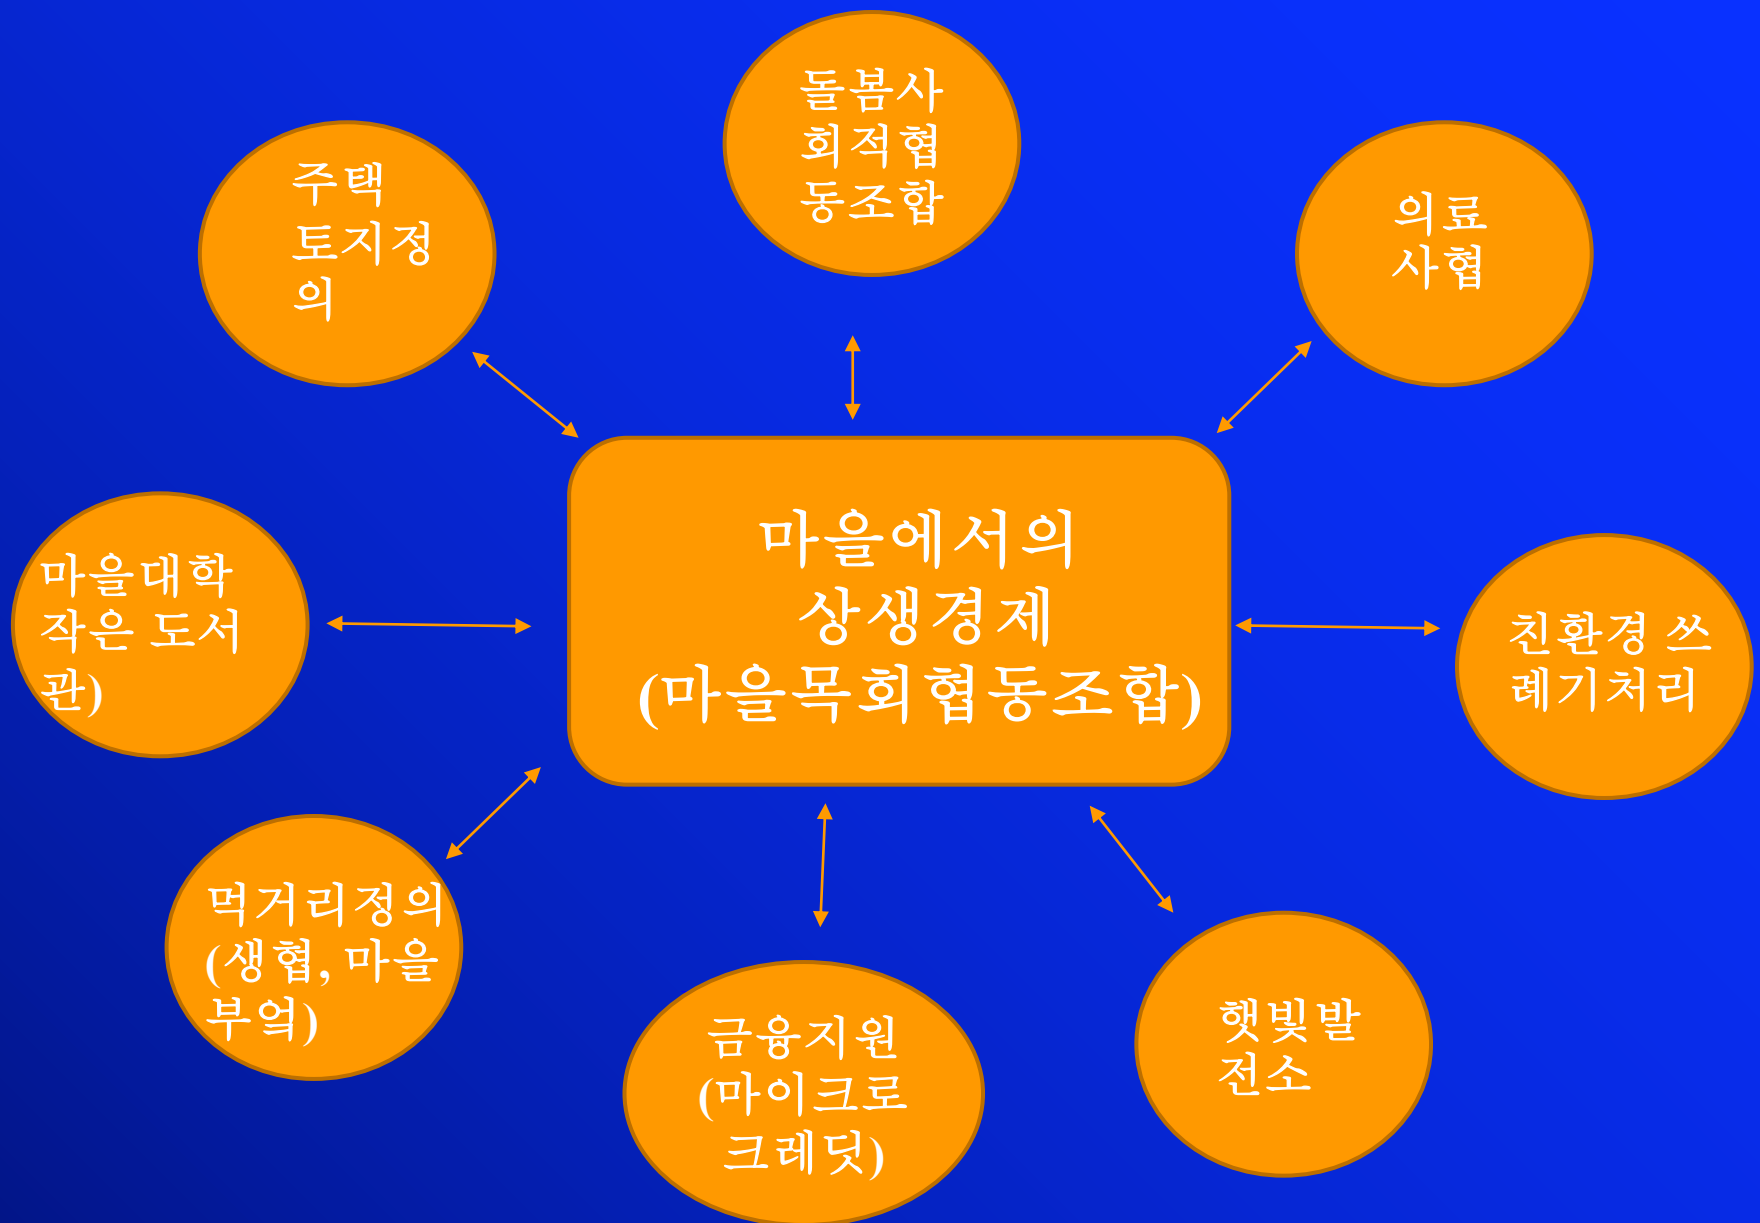 돌봄사
회적협
동조합
주택
토지정
의
의료
사협
마을에서의
상생경제
(마을목회협동조합)
마을대학
작은 도서
관)
친환경 쓰
레기처리
먹거리정의
(생협, 마을
부엌)
금융지원
(마이크로
크레딧)
햇빛발
전소